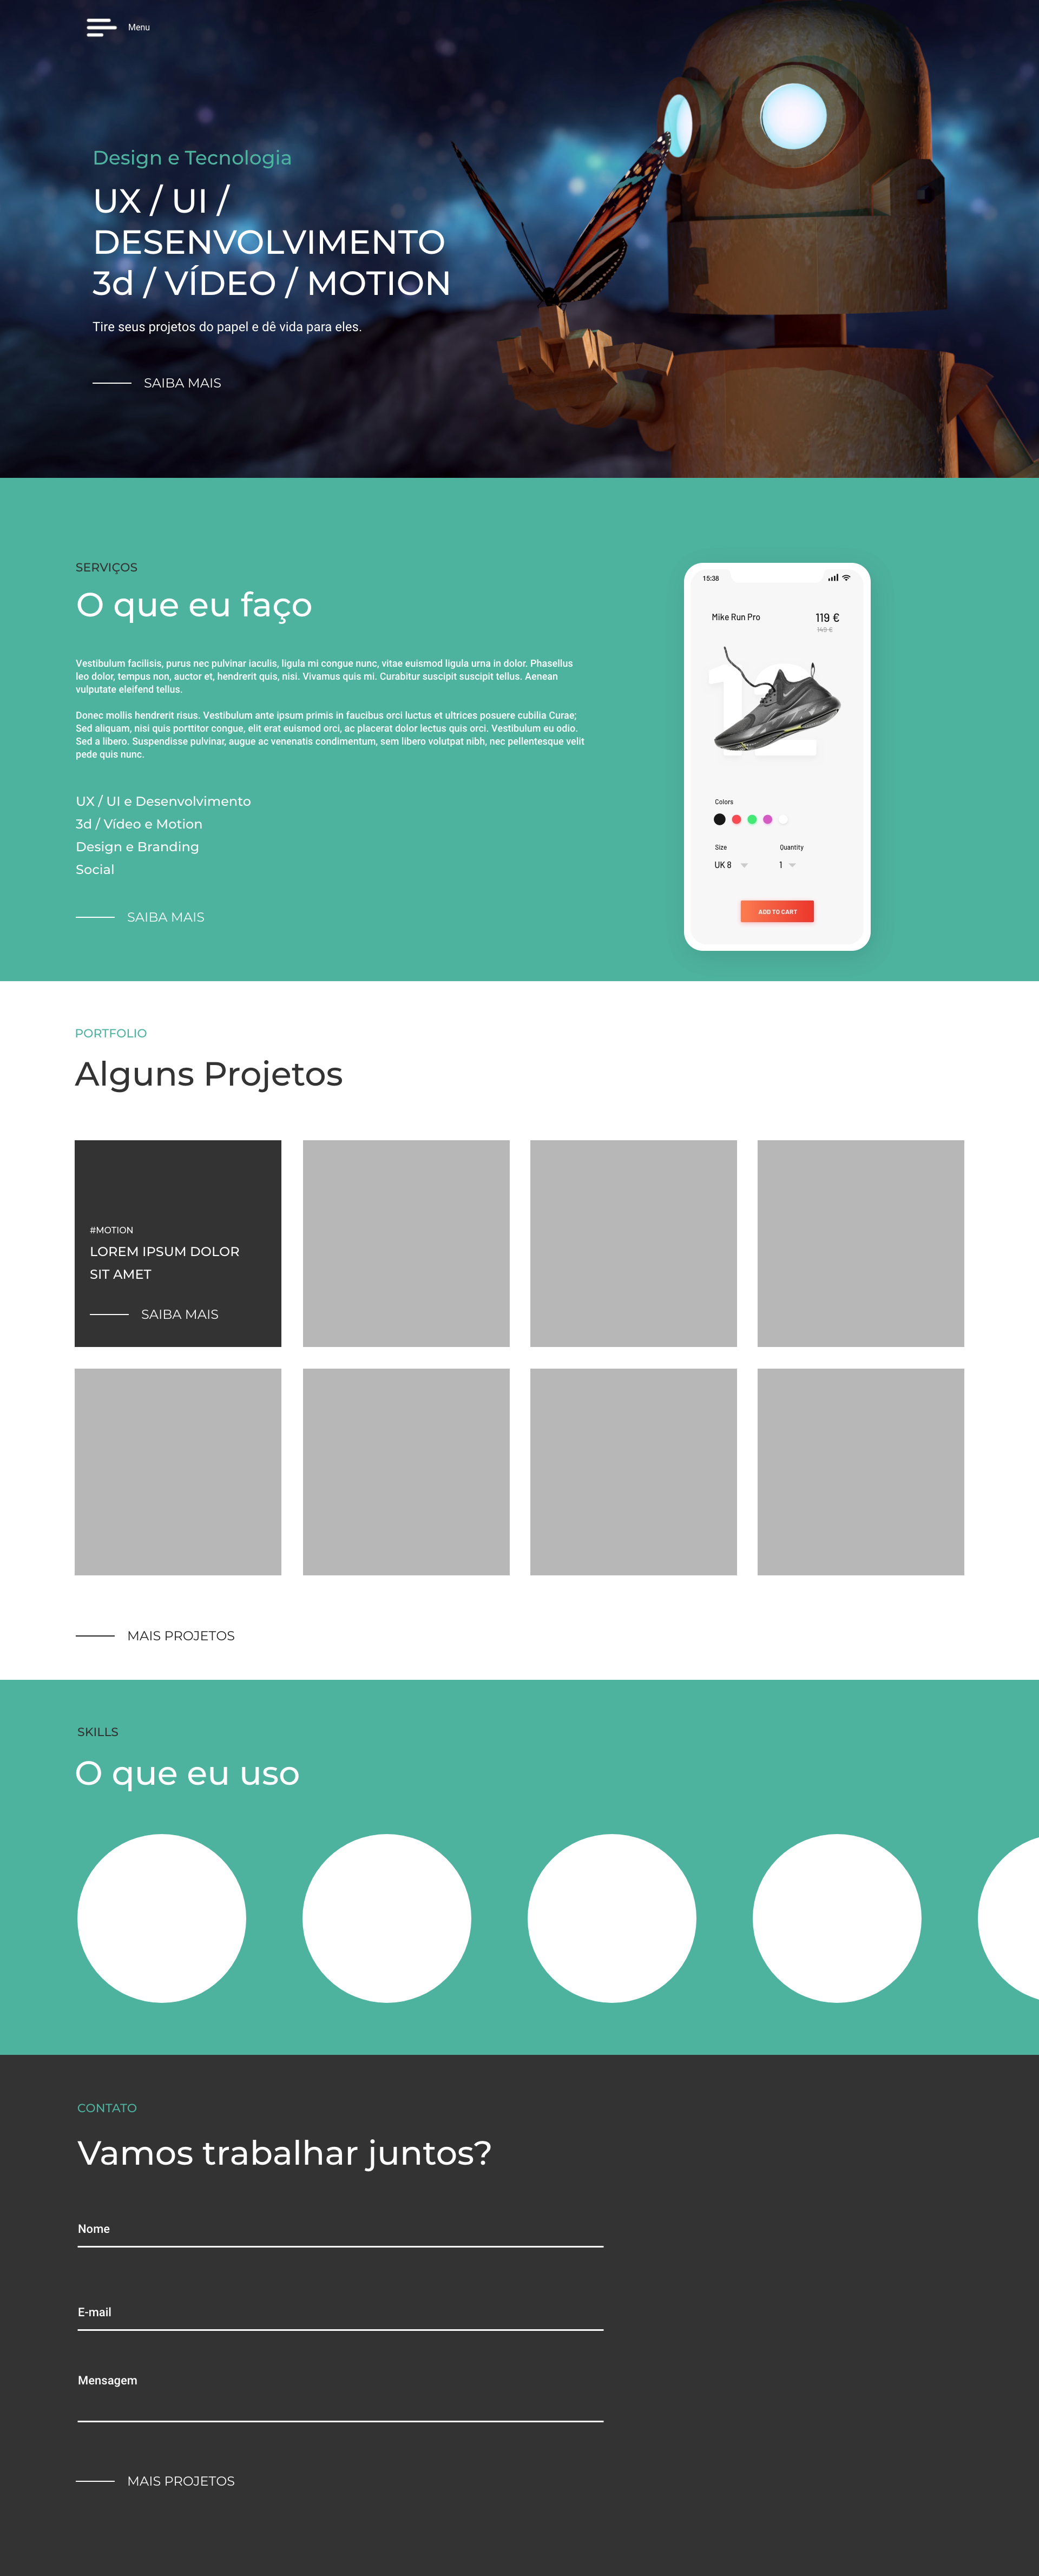 Menu
Design e Tecnologia
UX / UI /
DESENVOLVIMENTO
3d / VÍDEO / MOTION
Tire seus projetos do papel e dê vida para eles.
SAIBA MAIS
SERVIÇOS
O que eu faço
Vestibulum facilisis, purus nec pulvinar iaculis, ligula mi congue nunc, vitae euismod ligula urna in dolor. Phasellus
leo dolor, tempus non, auctor et, hendrerit quis, nisi. Vivamus quis mi. Curabitur suscipit suscipit tellus. Aenean
vulputate eleifend tellus.
Donec mollis hendrerit risus. Vestibulum ante ipsum primis in faucibus orci luctus et ultrices posuere cubilia Curae;
Sed aliquam, nisi quis porttitor congue, elit erat euismod orci, ac placerat dolor lectus quis orci. Vestibulum eu odio.
Sed a libero. Suspendisse pulvinar, augue ac venenatis condimentum, sem libero volutpat nibh, nec pellentesque velit
pede quis nunc.
UX / UI e Desenvolvimento
3d / Vídeo e Motion
Design e Branding
Social
SAIBA MAIS
15:38
Mike Run Pro
119 €
149 €
12
Colors
Size
Quantity
UK 8
1
ADD TO CART
PORTFOLIO
Alguns Projetos
#MOTION
LOREM IPSUM DOLOR
SIT AMET
SAIBA MAIS
MAIS PROJETOS
SKILLS
O que eu uso
CONTATO
Vamos trabalhar juntos?
Nome
E-mail
Mensagem
MAIS PROJETOS